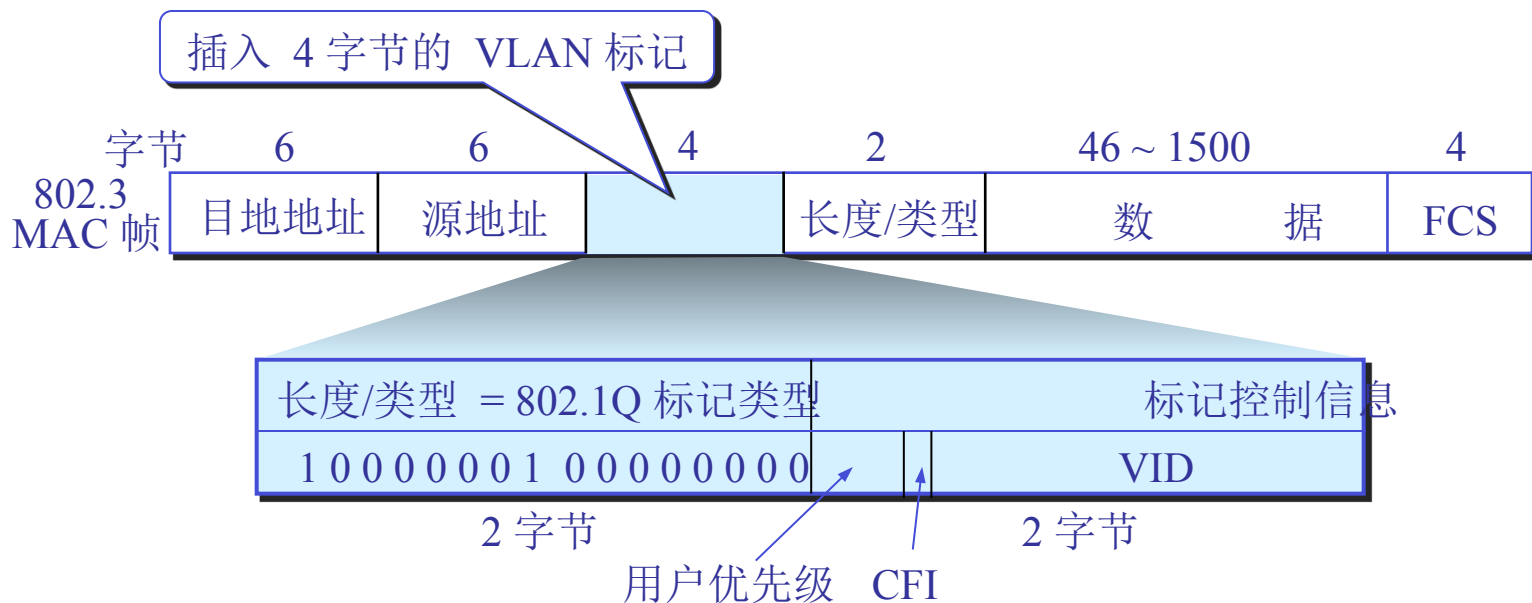 插入 4 字节的 VLAN 标记
字节 6 6 4 2 46 ~ 1500 4
802.3
MAC 帧
目地地址 源地址 长度/类型 数 据 FCS
长度/类型 = 802.1Q 标记类型 标记控制信息
1 0 0 0 0 0 0 1 0 0 0 0 0 0 0 0 VID
2 字节 2 字节
用户优先级 CFI